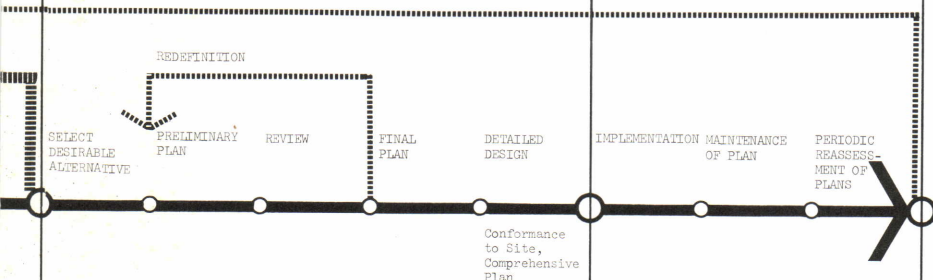 REDEFINITION
SELECT
DESIRABLE
ALTERNATIVE
PRELIMINARY
PLAN
REVIEW
FINAL
PLAN
DETAILED
DESIGN
IMPLEMENTATION
MAINTENANCE
OF PLAN
PERIODIC
REASSESS-
MENT OF
PLANS
Conformance
to Site,
Comprehensive
Plan